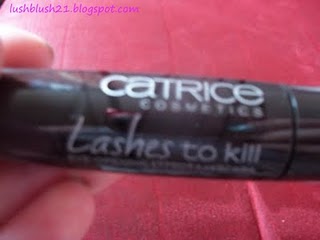 lushblush21.blogspot.com
CATRICE
COSMETICS
Lashes to kill